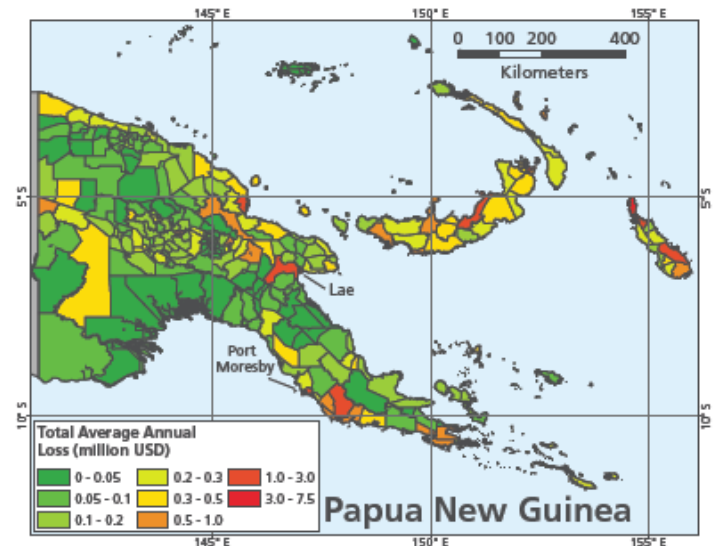 145° E
150° E
155° E
0 100 200 400
Kilometers
5° S
5° S
Lae
Port
Moresby
10° S
10° S
Total Average Annual
Loss (million USD)
0 - 0.05
0.2 - 0.3
1.0 - 3.0
0.05 - 0.1
0.3 - 0.5
3.0 - 7.5
0.1 - 0.2
0.5 - 1.0
Papua New Guinea
145° E
150° E
155° E